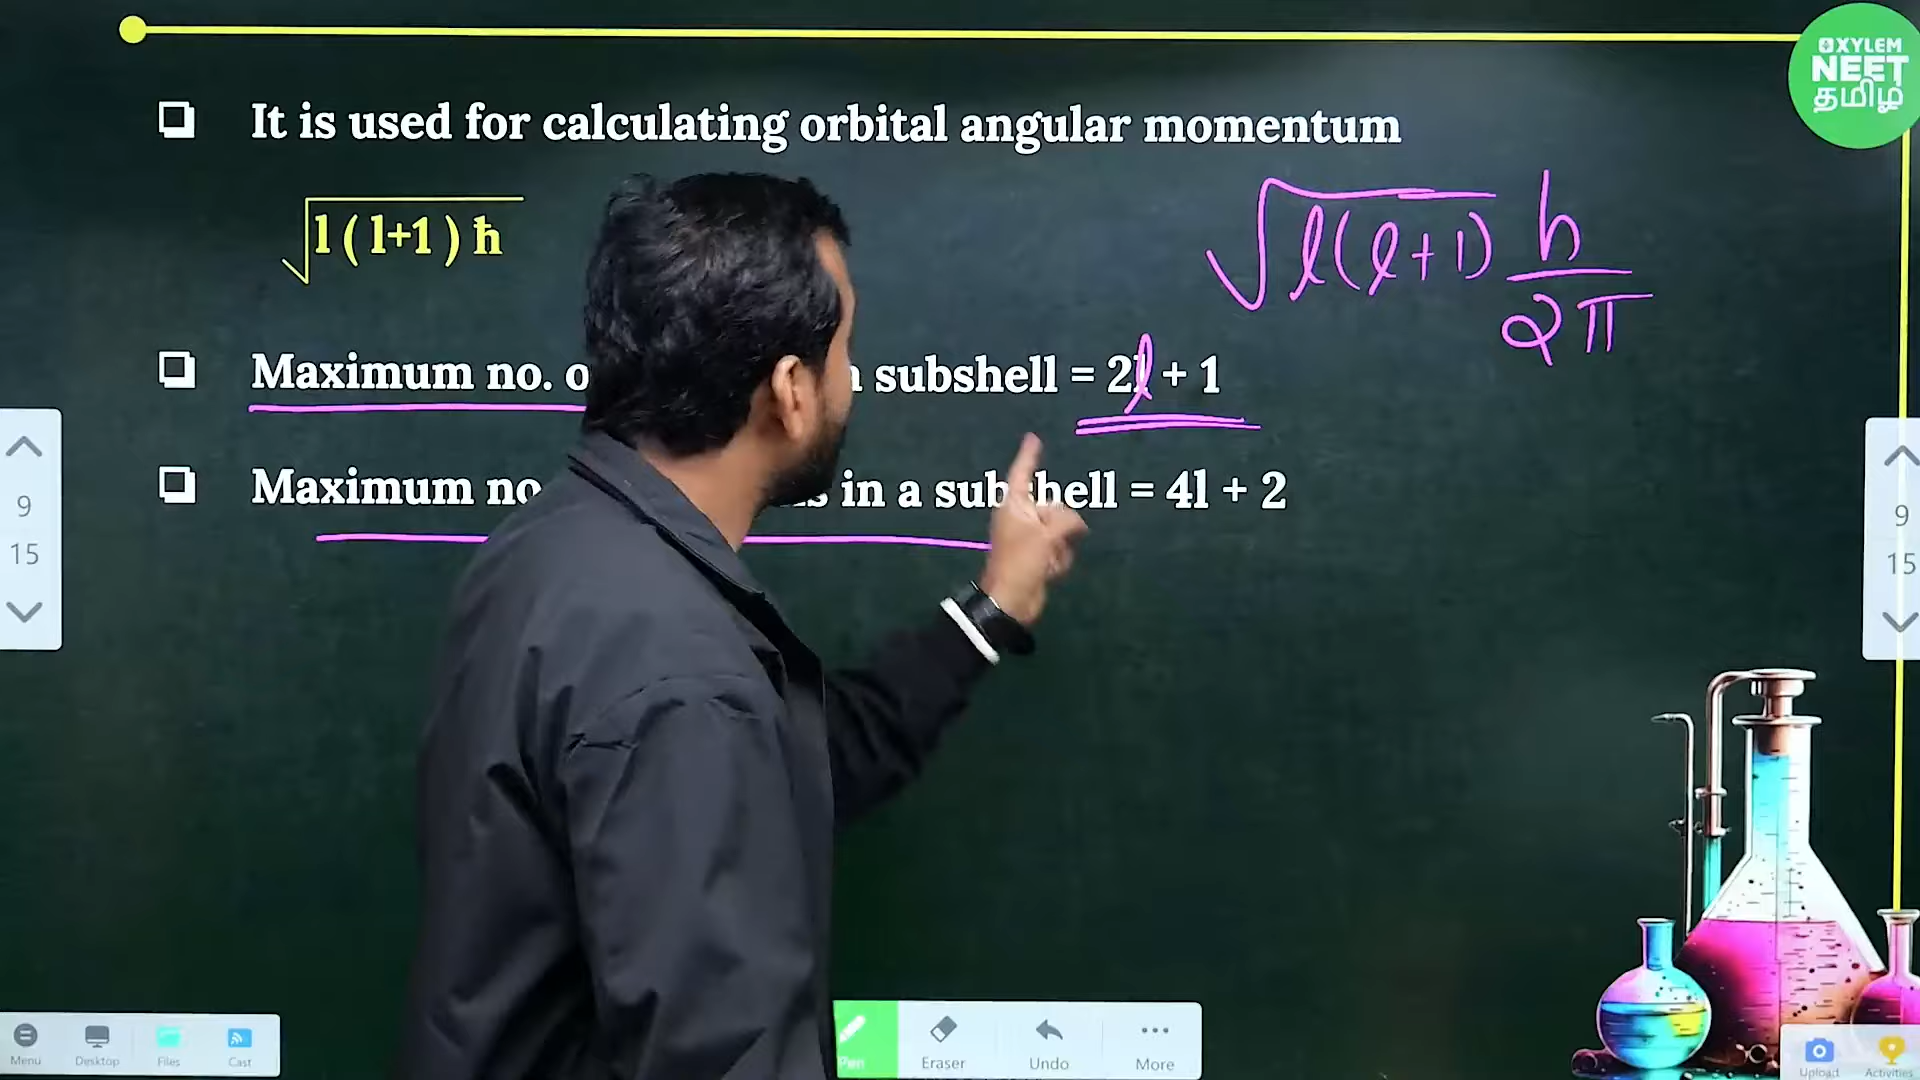 XYLEM
NEET
தமிழ்
❏ It is used for calculating orbital angular momentum
√l ( l+1 ) ħ
√l(l+1) h/2π
❏ Maximum no. subshell = 2l + 1
❏ Maximum no in a subshell = 4l + 2
9
15
9
15
Menu Desktop Files Cast
Pen Eraser Undo More
Upload Activities